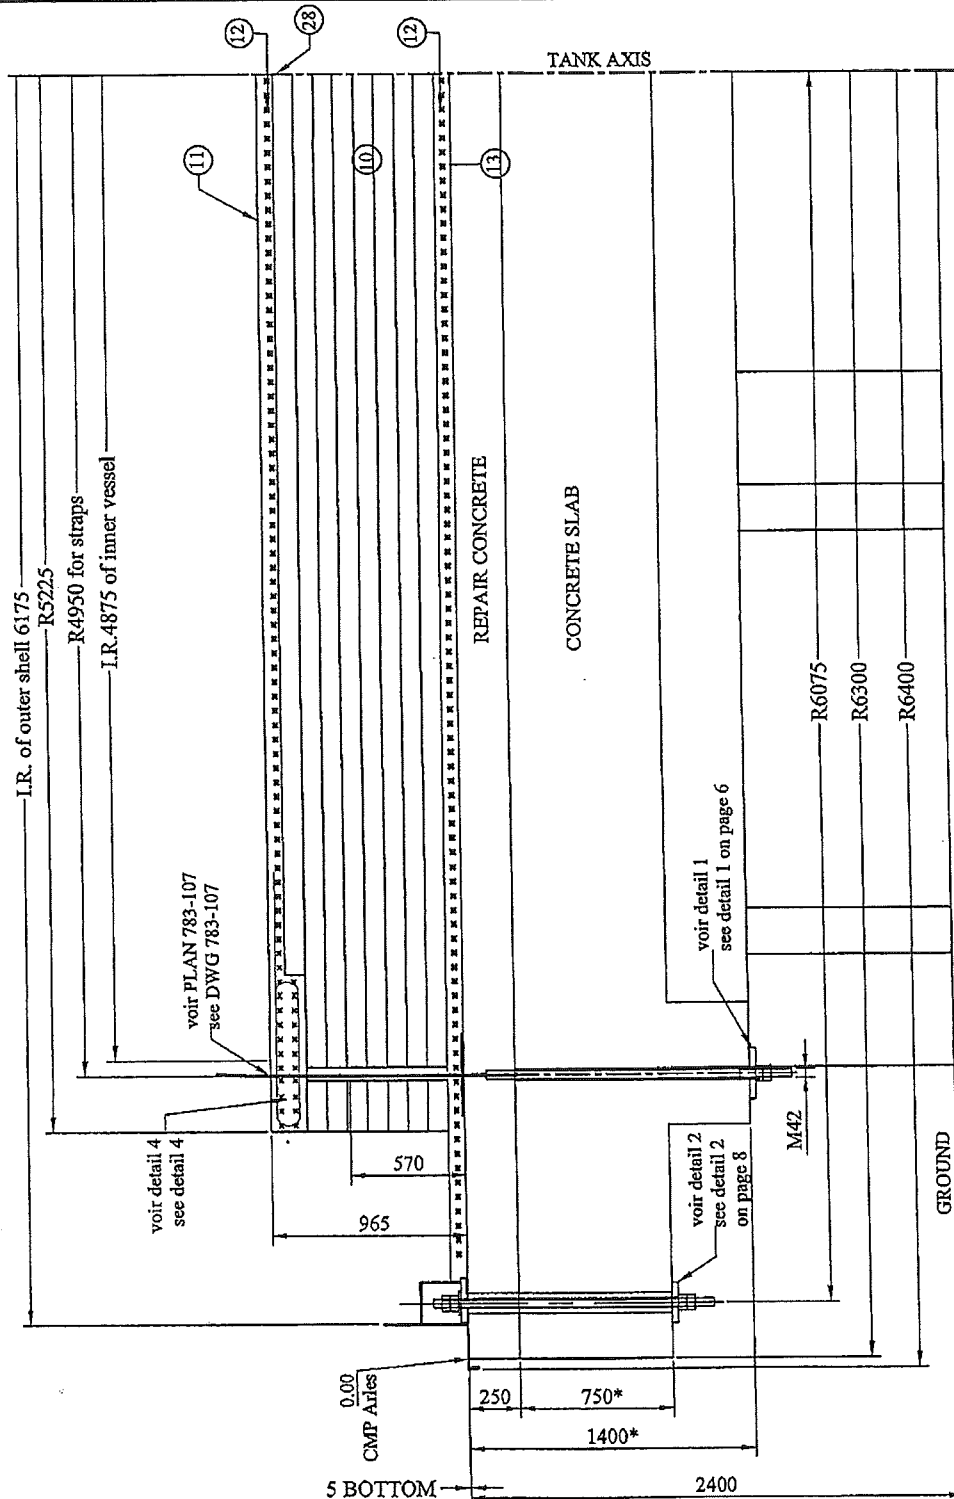 12
28
12
TANK AXIS
11
10
13
I.R. of outer shell 6175
R5225
R4950 for straps
I.R.4875 of inner vessel
REPAIR CONCRETE
CONCRETE SLAB
R6075
R6300
R6400
voir PLAN 783-107
see DWG 783-107
voir detail 1
see detail 1 on page 6
voir detail 4
see detail 4
570
965
M42
voir detail 2
see detail 2
on page 8
GROUND
0.00
CMP Arles
250
750*
1400*
5 BOTTOM
2400